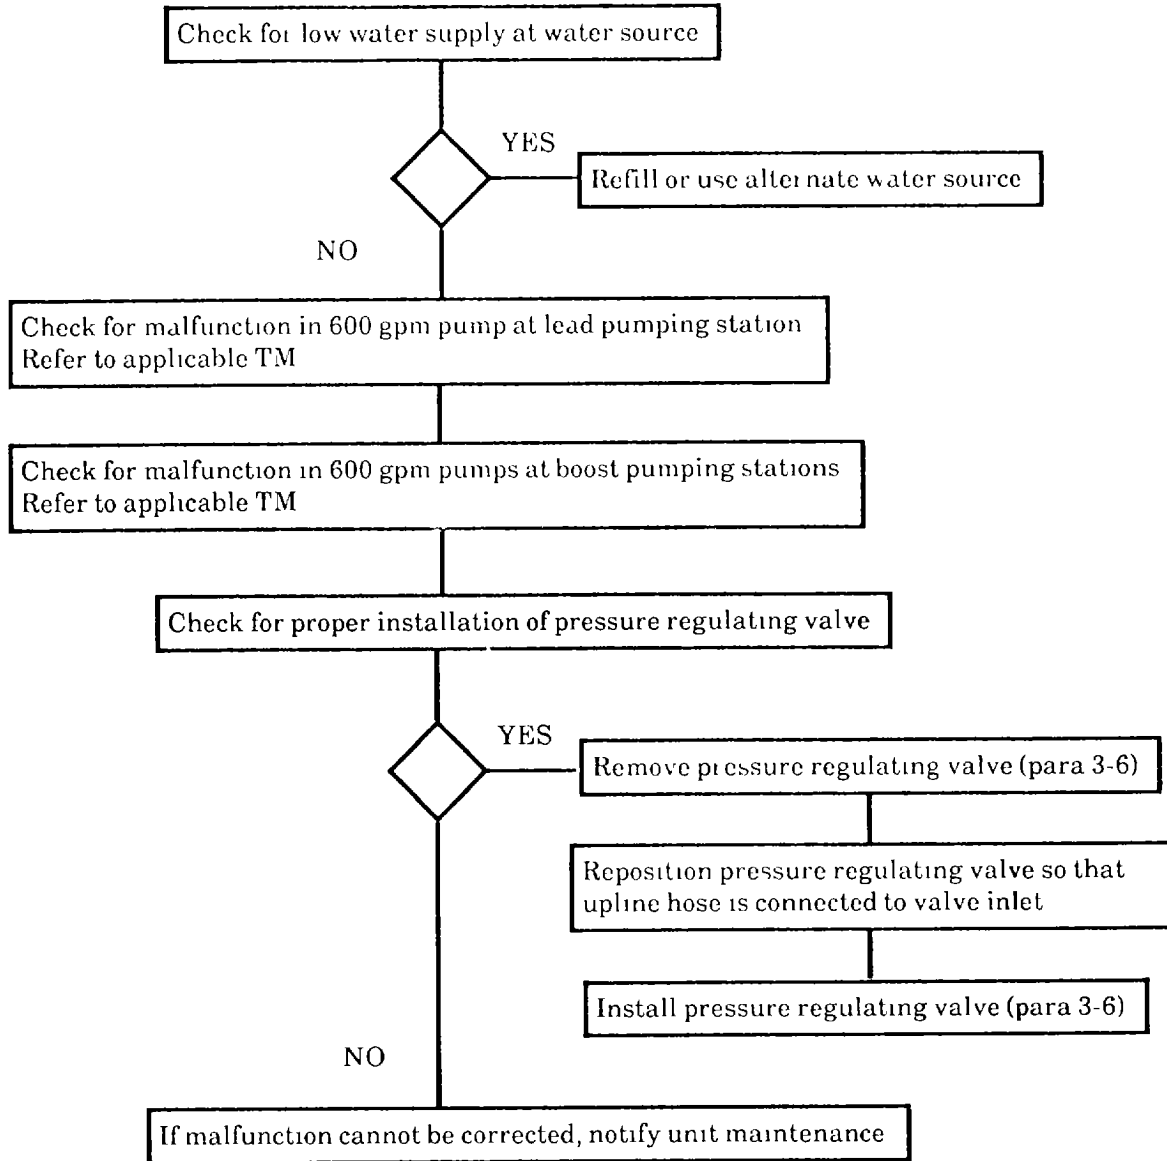 Check for low water supply at water source
YES
Refill or use alternate water source
NO
Check for malfunction in 600 gpm pump at lead pumping station
Refer to applicable TM
Check for malfunction in 600 gpm pumps at boost pumping stations
Refer to applicable TM
Check for proper installation of pressure regulating valve
YES
Remove pressure regulating valve (para 3-6)
Reposition pressure regulating valve so that
upline hose is connected to valve inlet
Install pressure regulating valve (para 3-6)
NO
If malfunction cannot be corrected, notify unit maintenance